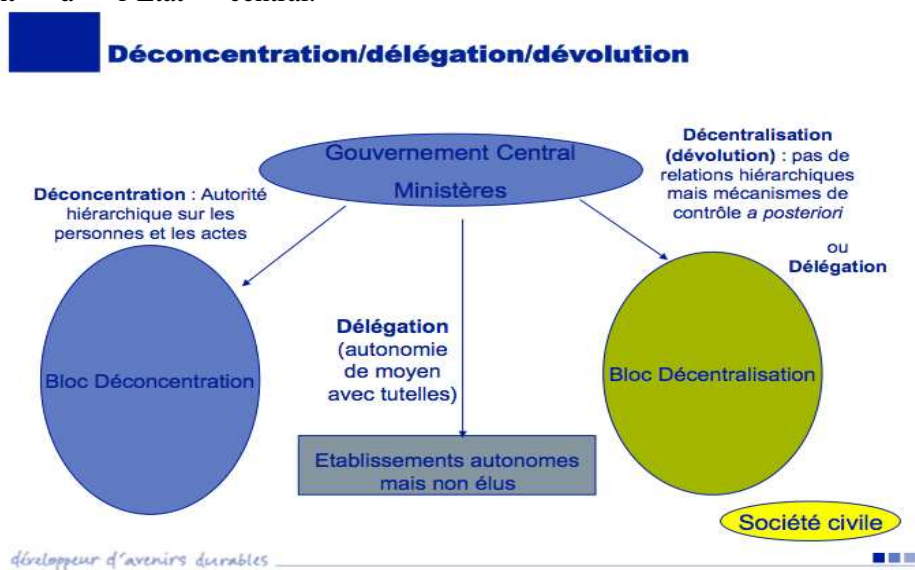 l'État central.
Déconcentration/délégation/dévolution
Gouvernement Central
Ministères
Déconcentration : Autorité
hiérarchique sur les
personnes et les actes
Décentralisation
(dévolution) : pas de
relations hiérarchiques
mais mécanismes de
contrôle a posteriori
ou
Délégation
Bloc Déconcentration
Délégation
(autonomie
de moyen
avec tutelles)
Bloc Décentralisation
Etablissements autonomes
mais non élus
Société civile
développeur d'avenirs durables